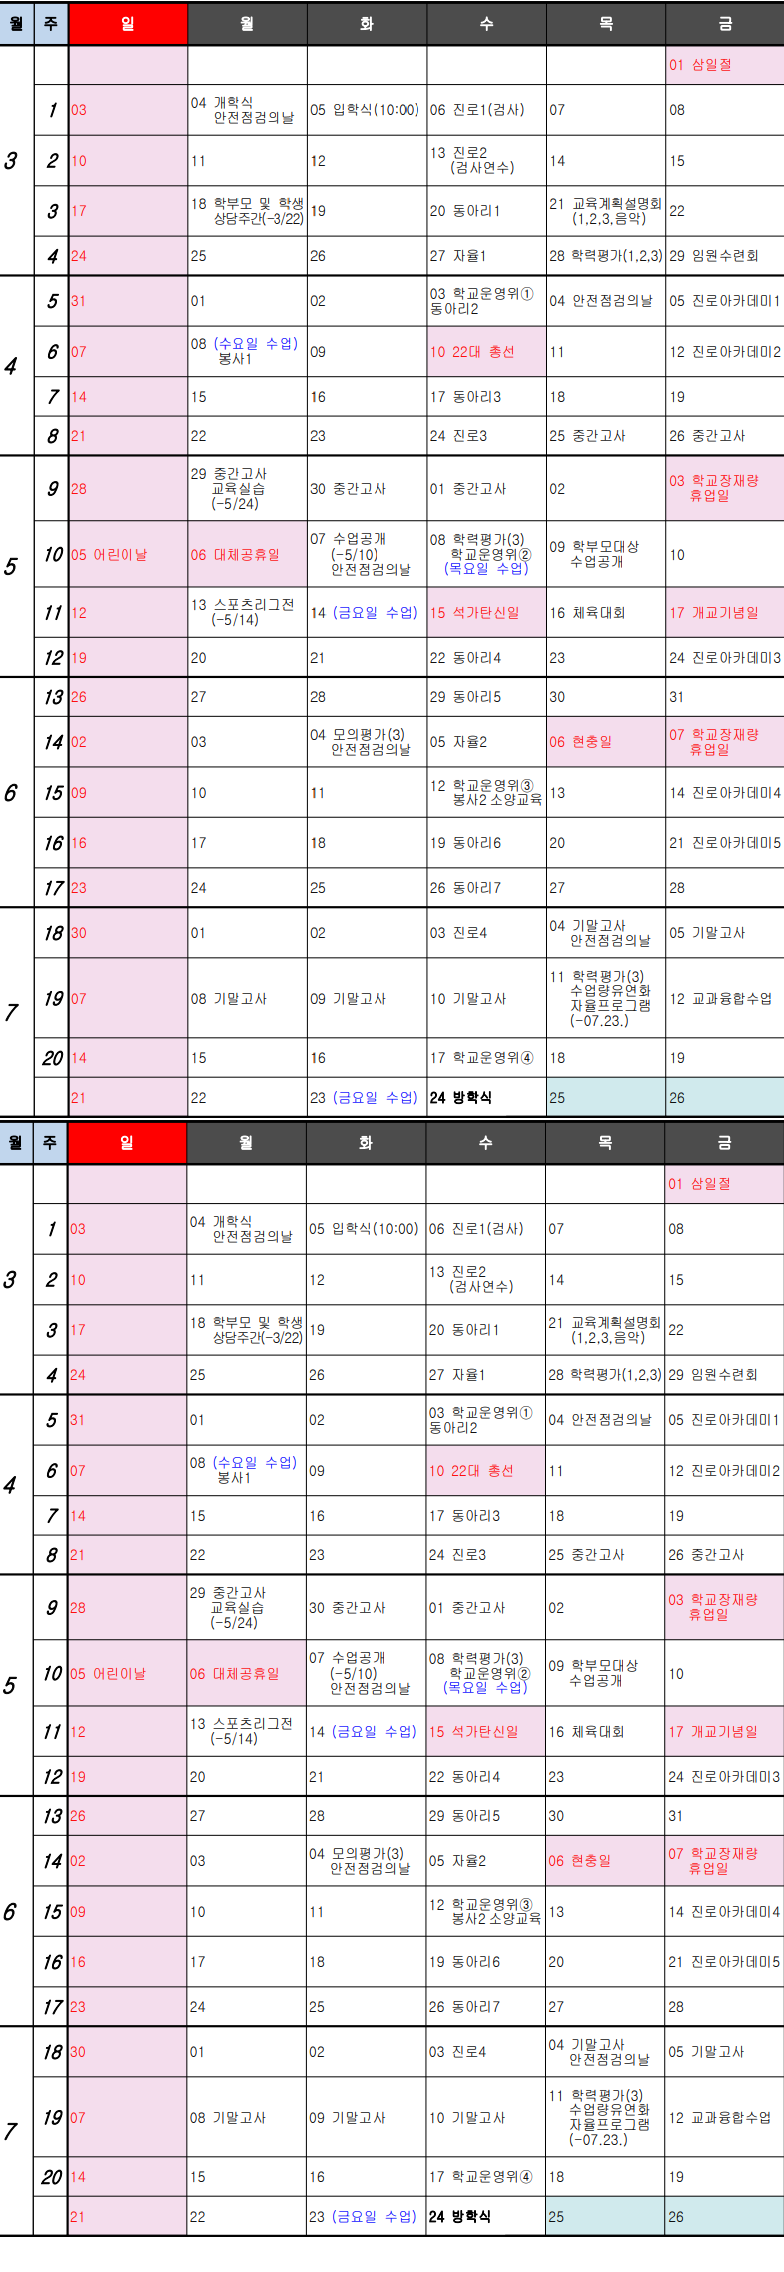 월 주 일 월 화 수 목 금
01 삼일절
3
1 03 04 개학식 안전점검의날 05 입학식(10:00) 06 진로1(검사) 07 08
2 10 11 12 13 진로2 (검사연수) 14 15
3 17 18 학부모 및 학생 상담주간(-3/22) 19 20 동아리1 21 교육계획설명회 (1,2,3,음악) 22
4 24 25 26 27 자율1 28 학력평가(1,2,3) 29 임원수련회
4
5 31 01 02 03 학교운영위① 동아리2 04 안전점검의날 05 진로아카데미1
6 07 08 (수요일 수업) 봉사1 09 10 22대 총선 11 12 진로아카데미2
7 14 15 16 17 동아리3 18 19
8 21 22 23 24 진로3 25 중간고사 26 중간고사
5
9 28 29 중간고사 교육실습 (-5/24) 30 중간고사 01 중간고사 02 03 학교장재량 휴업일
10 05 어린이날 06 대체공휴일 07 수업공개 (-5/10) 안전점검의날 08 학력평가(3) 학교운영위② (목요일 수업) 09 학부모대상 수업공개 10
11 12 13 스포츠리그전 (-5/14) 14 (금요일 수업) 15 석가탄신일 16 체육대회 17 개교기념일
12 19 20 21 22 동아리4 23 24 진로아카데미3
6
13 26 27 28 29 동아리5 30 31
14 02 03 04 모의평가(3) 안전점검의날 05 자율2 06 현충일 07 학교장재량 휴업일
15 09 10 11 12 학교운영위③ 봉사2 소양교육 13 14 진로아카데미4
16 16 17 18 19 동아리6 20 21 진로아카데미5
17 23 24 25 26 동아리7 27 28
7
18 30 01 02 03 진로4 04 기말고사 안전점검의날 05 기말고사
19 07 08 기말고사 09 기말고사 10 기말고사 11 학력평가(3) 수업량유연화 자율프로그램 (-07.23.) 12 교과융합수업
20 14 15 16 17 학교운영위④ 18 19
21 22 23 (금요일 수업) 24 방학식 25 26
월 주 일 월 화 수 목 금
01 삼일절
3
1 03 04 개학식 안전점검의날 05 입학식(10:00) 06 진로1(검사) 07 08
2 10 11 12 13 진로2 (검사연수) 14 15
3 17 18 학부모 및 학생 상담주간(-3/22) 19 20 동아리1 21 교육계획설명회 (1,2,3,음악) 22
4 24 25 26 27 자율1 28 학력평가(1,2,3) 29 임원수련회
4
5 31 01 02 03 학교운영위① 동아리2 04 안전점검의날 05 진로아카데미1
6 07 08 (수요일 수업) 봉사1 09 10 22대 총선 11 12 진로아카데미2
7 14 15 16 17 동아리3 18 19
8 21 22 23 24 진로3 25 중간고사 26 중간고사
5
9 28 29 중간고사 교육실습 (-5/24) 30 중간고사 01 중간고사 02 03 학교장재량 휴업일
10 05 어린이날 06 대체공휴일 07 수업공개 (-5/10) 안전점검의날 08 학력평가(3) 학교운영위② (목요일 수업) 09 학부모대상 수업공개 10
11 12 13 스포츠리그전 (-5/14) 14 (금요일 수업) 15 석가탄신일 16 체육대회 17 개교기념일
12 19 20 21 22 동아리4 23 24 진로아카데미3
6
13 26 27 28 29 동아리5 30 31
14 02 03 04 모의평가(3) 안전점검의날 05 자율2 06 현충일 07 학교장재량 휴업일
15 09 10 11 12 학교운영위③ 봉사2 소양교육 13 14 진로아카데미4
16 16 17 18 19 동아리6 20 21 진로아카데미5
17 23 24 25 26 동아리7 27 28
7
18 30 01 02 03 진로4 04 기말고사 안전점검의날 05 기말고사
19 07 08 기말고사 09 기말고사 10 기말고사 11 학력평가(3) 수업량유연화 자율프로그램 (-07.23.) 12 교과융합수업
20 14 15 16 17 학교운영위④ 18 19
21 22 23 (금요일 수업) 24 방학식 25 26